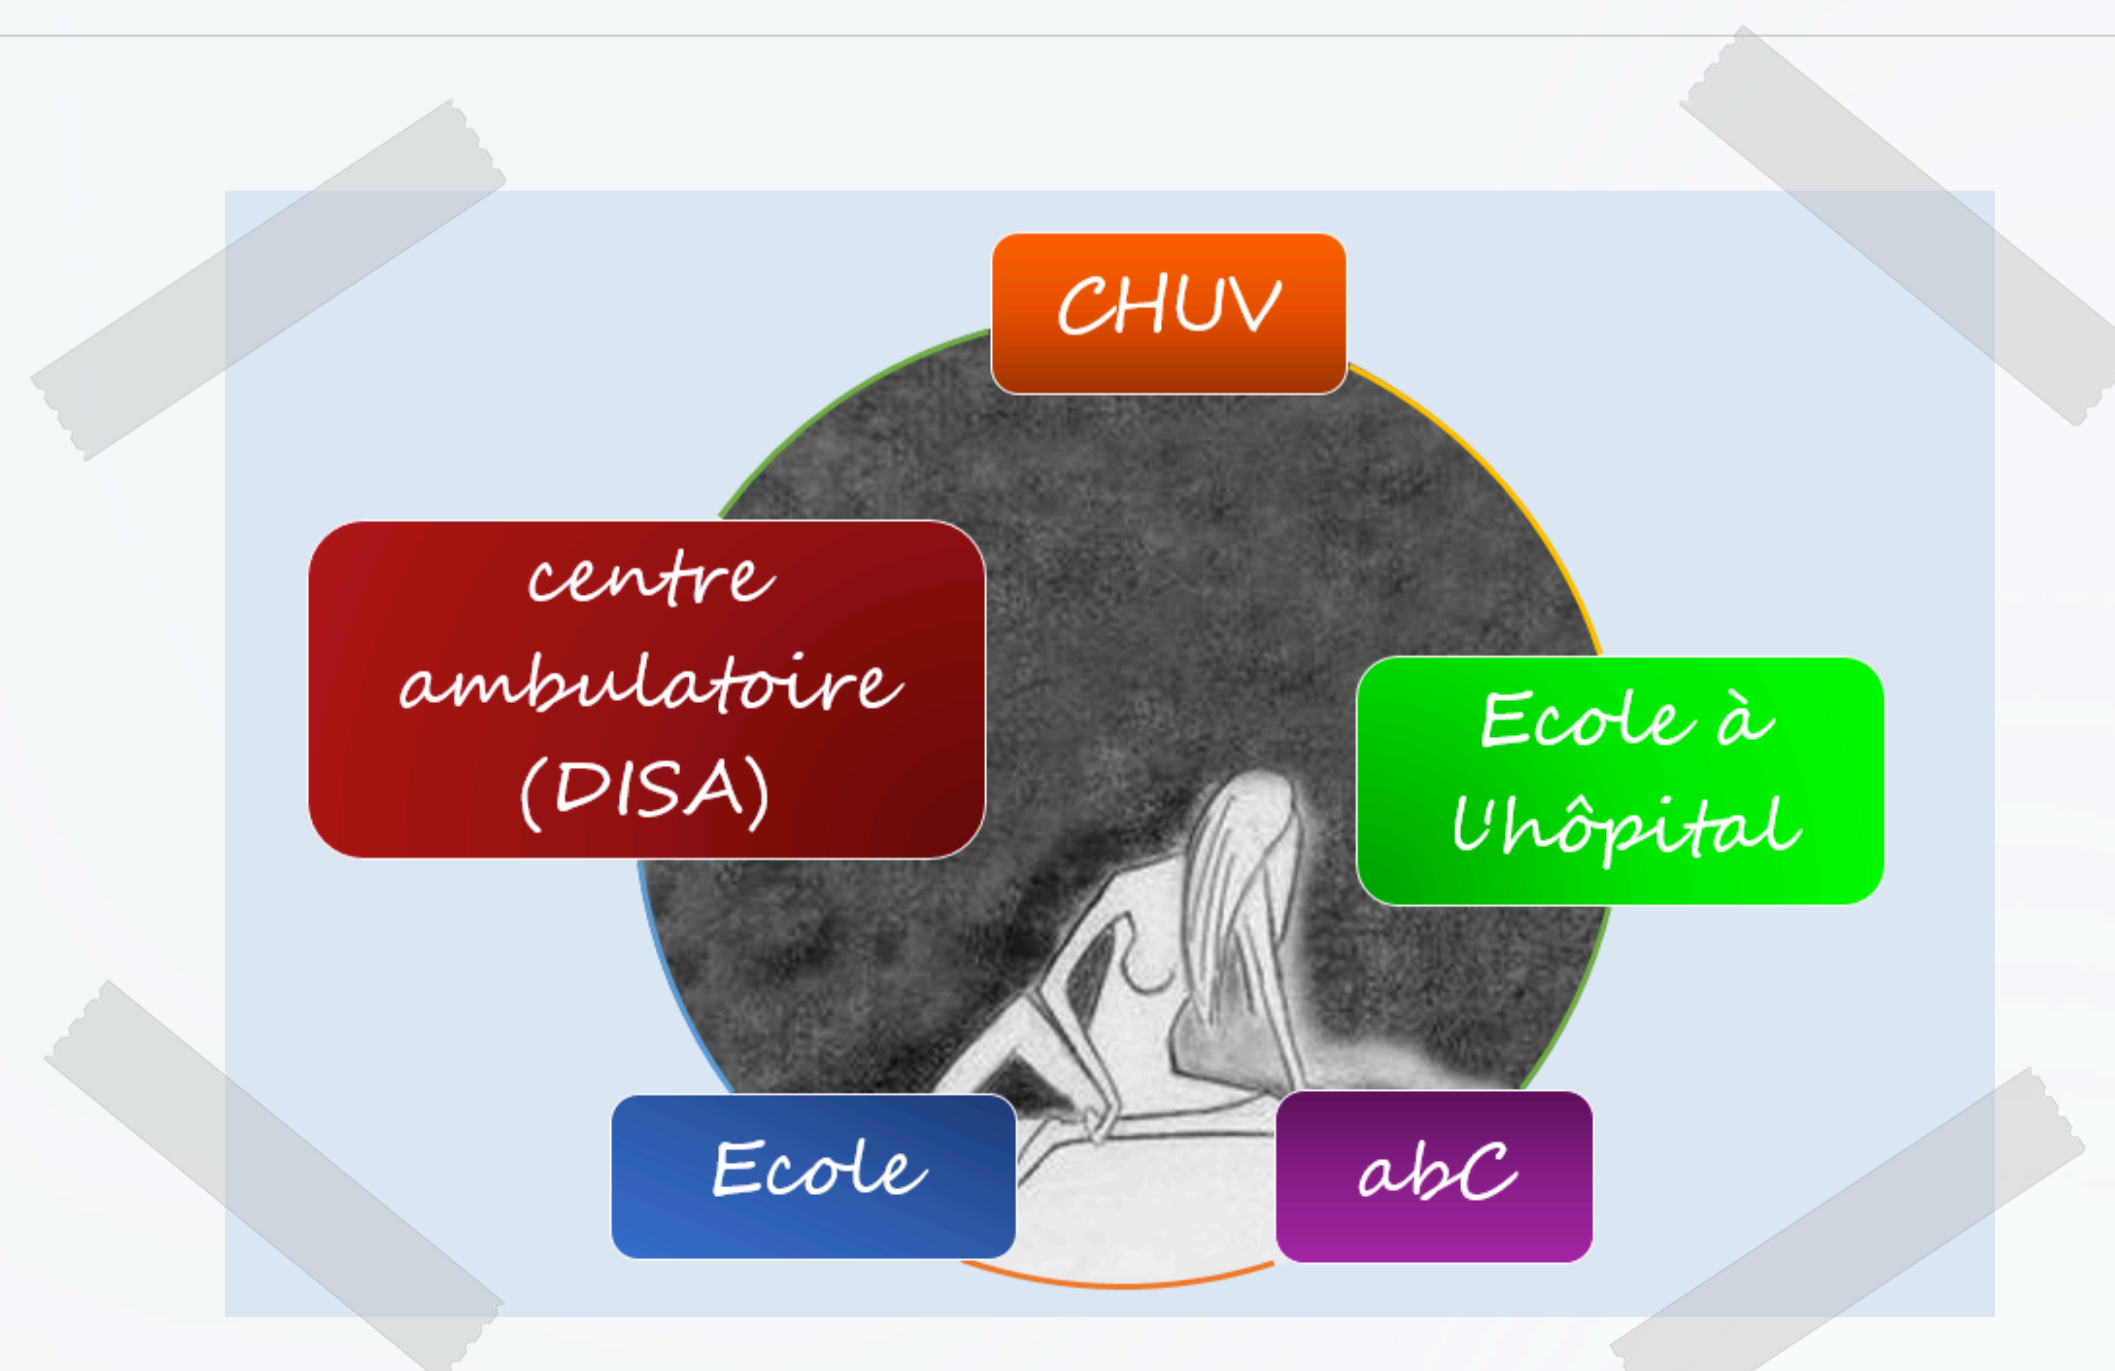 CHUV
centre
ambulatoire
(DISA)
Ecole à
l'hôpital
Ecole
abC